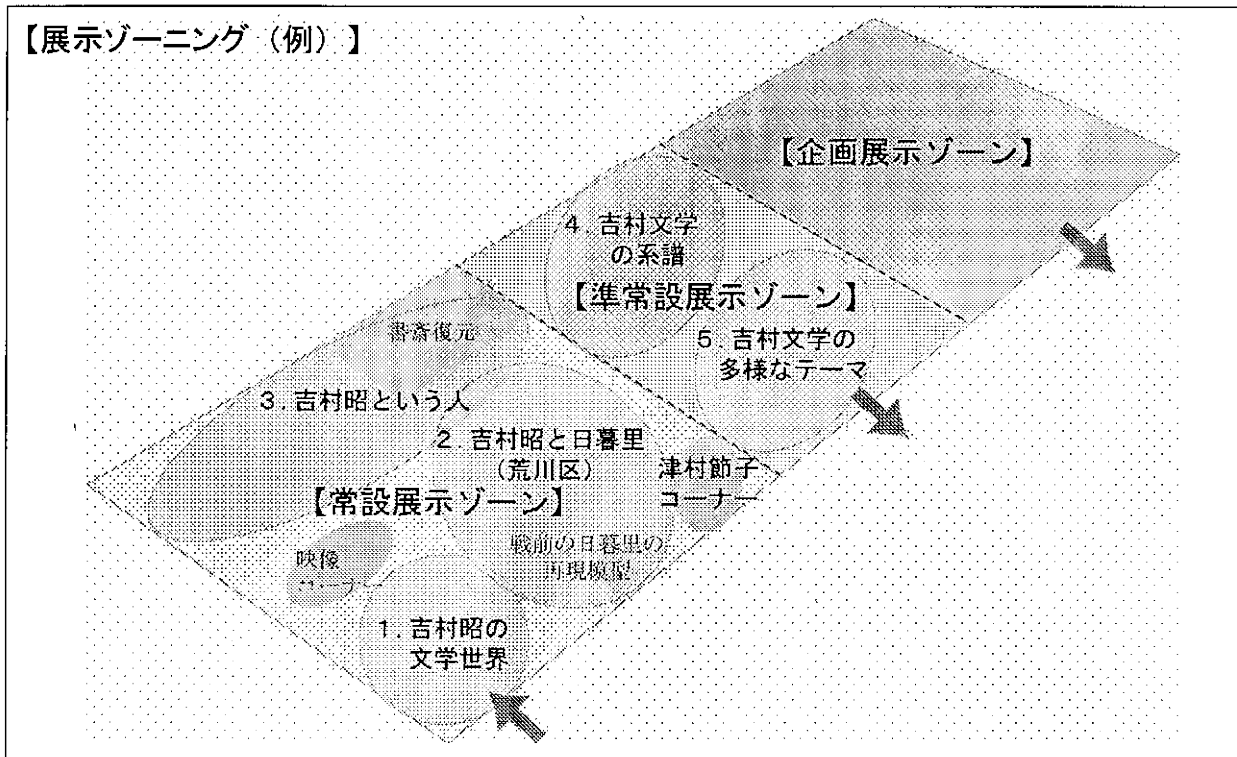 【展示ゾーニング（例）】
【企画展示ゾーン】
4．吉村文学
の系譜
【準常設展示ゾーン】
5．吉村文学の
多様なテーマ
書斎復元
3．吉村昭という人
2．吉村昭と日暮里
（荒川区）
津村節子
コーナー
【常設展示ゾーン】
戦前の日暮里の
再現模型
映像
1．吉村昭の
文学世界